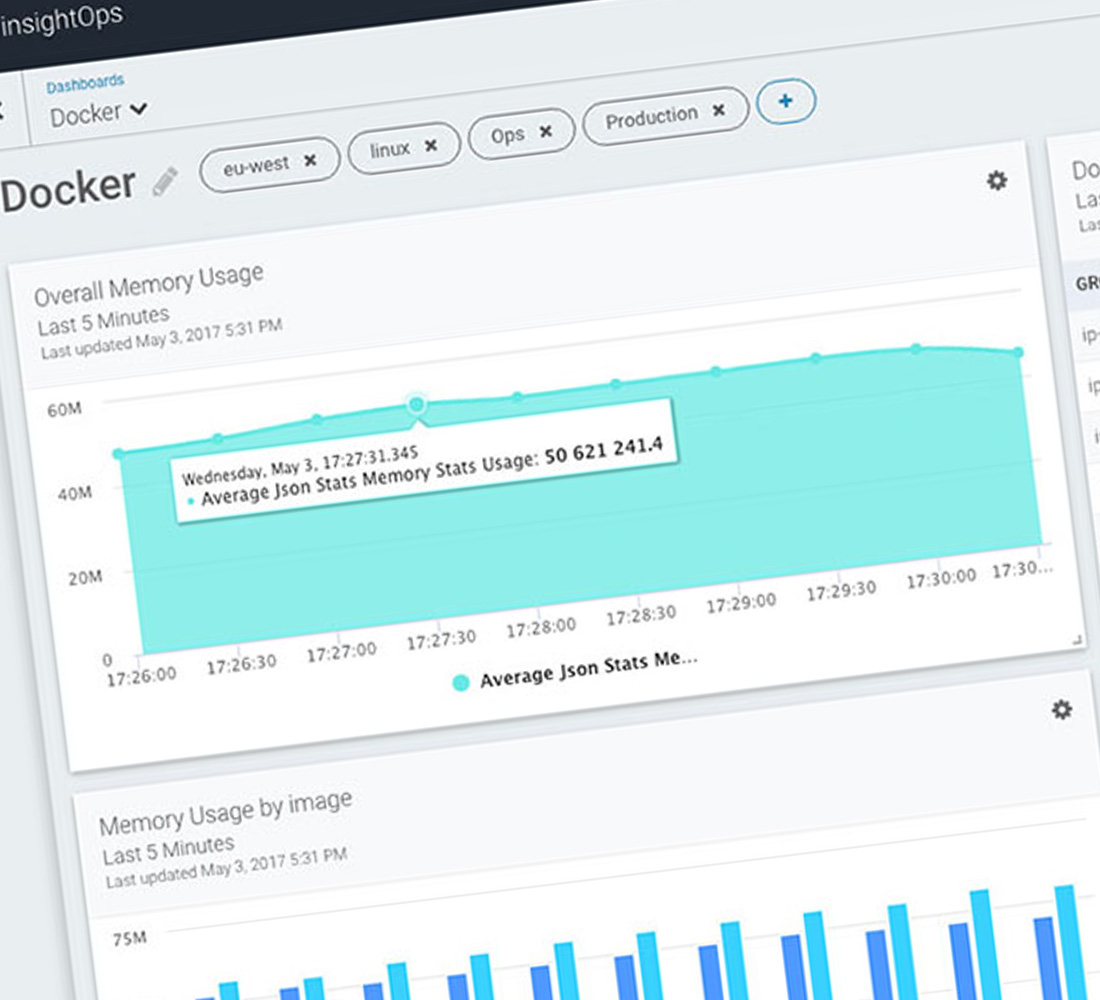 insightOps
Dashboards
Docker
Docker
eu-west
linux
Ops
Production
Overall Memory Usage
Last 5 Minutes
Last updated May 3, 2017 5:31 PM
60M
40M
20M
0
Wednesday, May 3, 17:27:31.345
Average Json Stats Memory Stats Usage: 50 621 241.4
17:26:00 17:26:30 17:27:00 17:27:30 17:28:00 17:28:30 17:29:00 17:29:30 17:30:00 17:30...
Average Json Stats Me...
Memory Usage by image
Last 5 Minutes
Last updated May 3, 2017 5:31 PM
75M
Do
Las
ip-